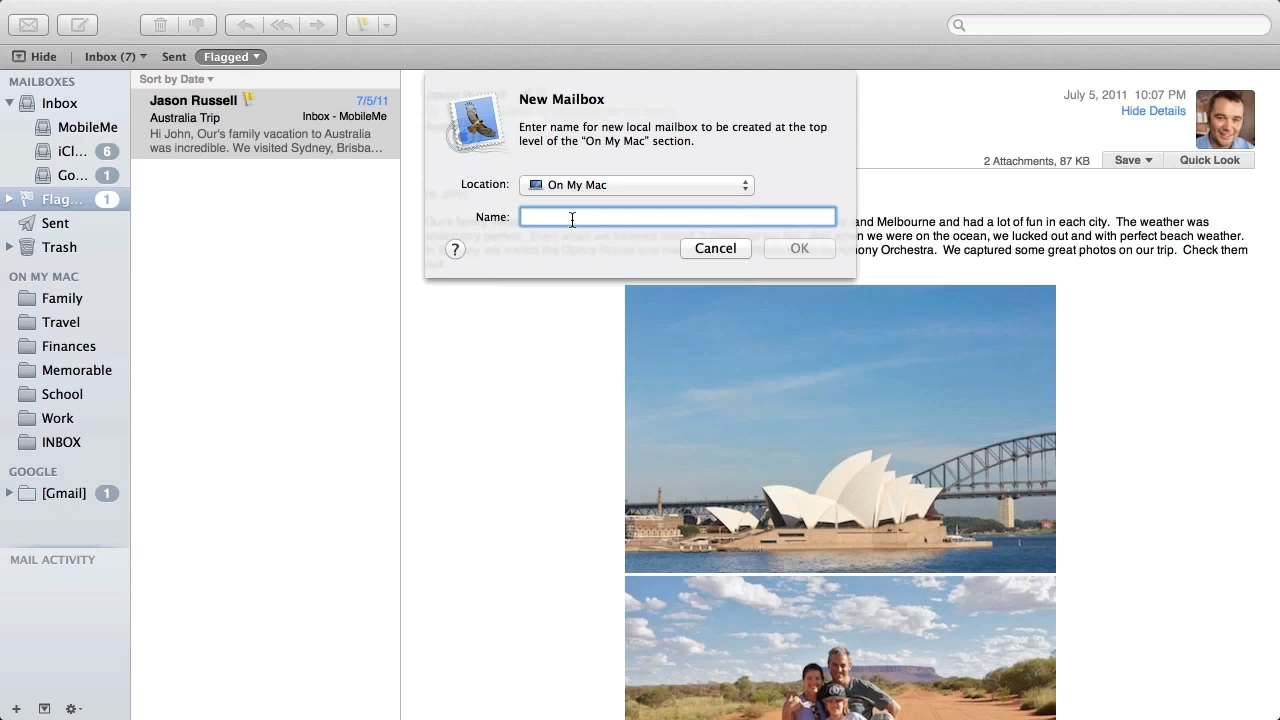 Hide
Inbox (7)
Sent
Flagged
MAILBOXES
Inbox
MobileMe
iCl... 6
Go... 1
Flag... 1
Sent
Trash
ON MY MAC
Family
Travel
Finances
Memorable
School
Work
INBOX
GOOGLE
[Gmail] 1
MAIL ACTIVITY
Sort by Date
Jason Russell 7/5/11
Australia Trip Inbox - MobileMe
Hi John, Our's family vacation to Australia
was incredible. We visited Sydney, Brisba...
New Mailbox
Enter name for new local mailbox to be created at the top
level of the “On My Mac” section.
Location: On My Mac
Name:
? Cancel OK
July 5, 2011 10:07 PM
Hide Details
2 Attachments, 87 KB Save Quick Look
and Melbourne and had a lot of fun in each city. The weather was
n we were on the ocean, we lucked out and with perfect beach weather.
ony Orchestra. We captured some great photos on our trip. Check them